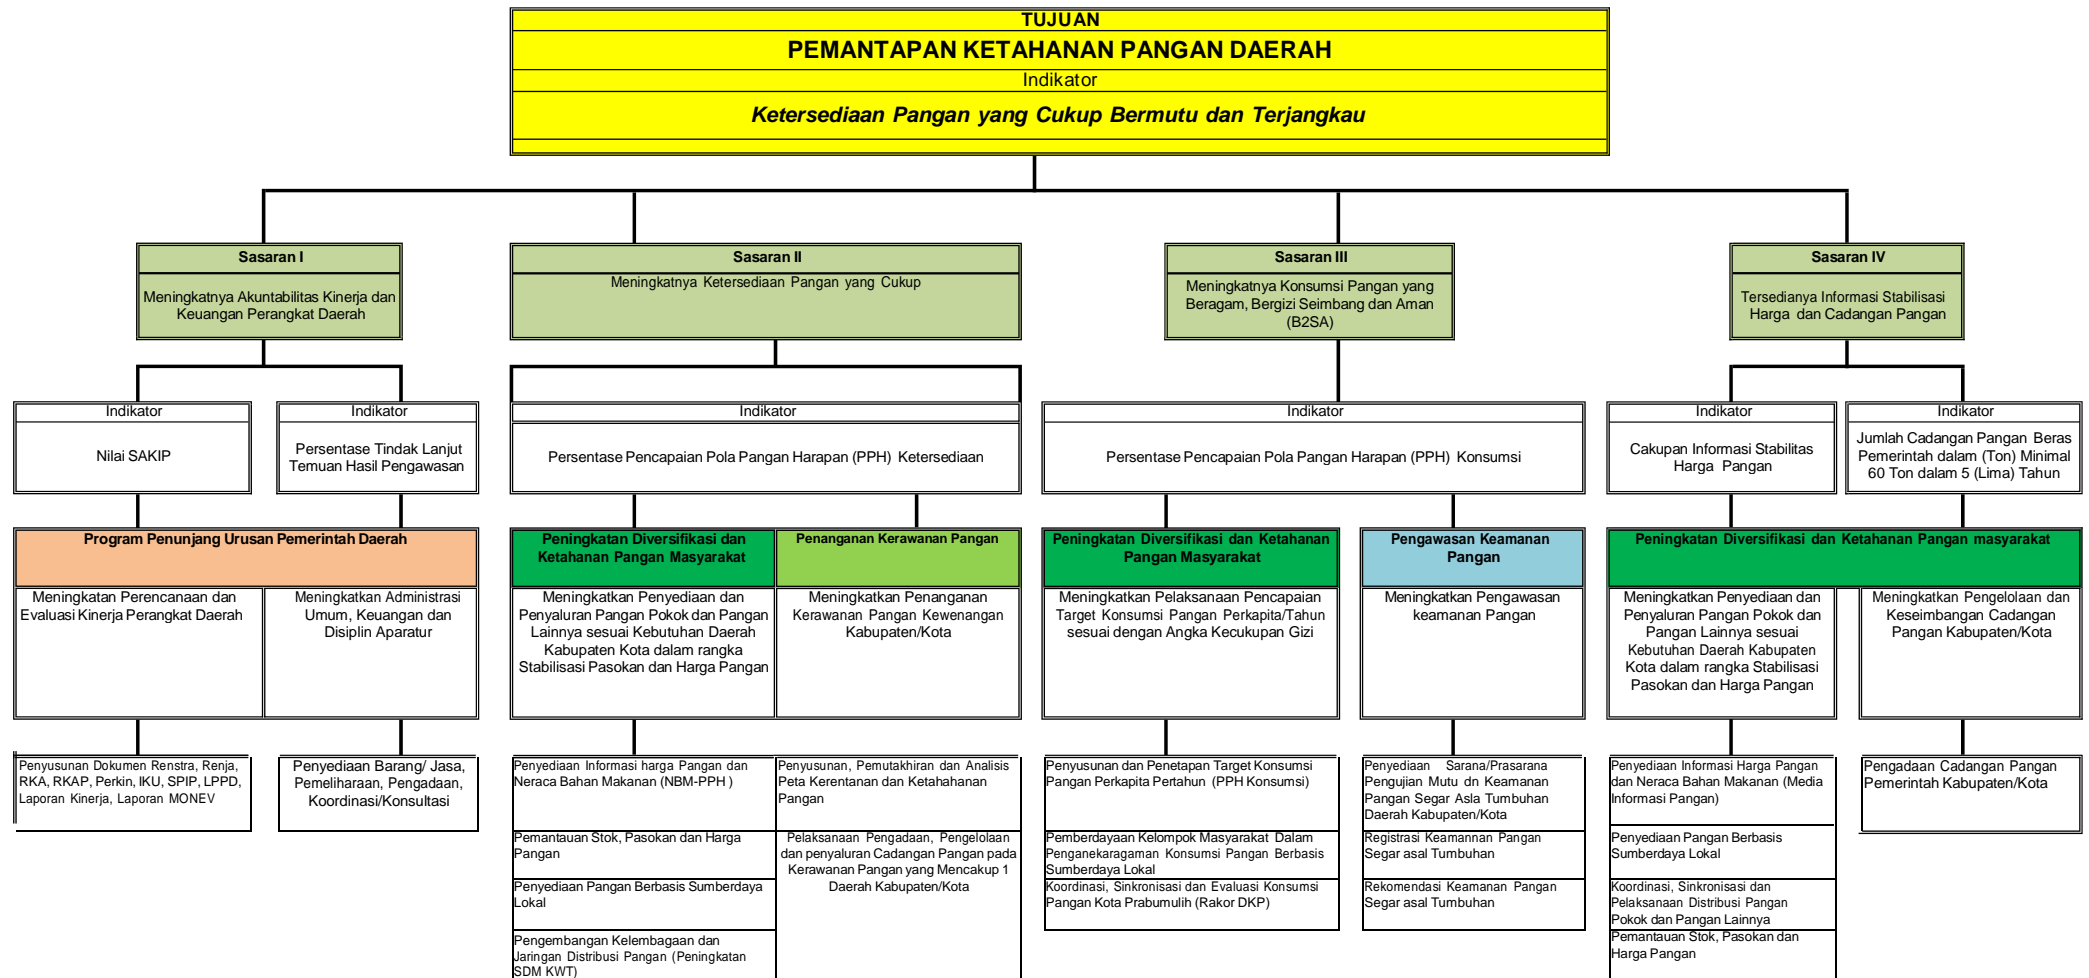 TUJUAN
PEMANTAPAN KETAHANAN PANGAN DAERAH
Indikator
Ketersediaan Pangan yang Cukup Bermutu dan Terjangkau
Sasaran I
Meningkatnya Akuntabilitas Kinerja dan
Keuangan Perangkat Daerah
Sasaran II
Meningkatnya Ketersediaan Pangan yang Cukup
Sasaran III
Meningkatnya Konsumsi Pangan yang
Beragam, Bergizi Seimbang dan Aman
(B2SA)
Sasaran IV
Tersedianya Informasi Stabilisasi
Harga dan Cadangan Pangan
Indikator
Nilai SAKIP
Indikator
Persentase Tindak Lanjut
Temuan Hasil Pengawasan
Indikator
Persentase Pencapaian Pola Pangan Harapan (PPH) Ketersediaan
Indikator
Persentase Pencapaian Pola Pangan Harapan (PPH) Konsumsi
Indikator
Cakupan Informasi Stabilitas
Harga Pangan
Indikator
Jumlah Cadangan Pangan Beras
Pemerintah dalam (Ton) Minimal
60 Ton dalam 5 (Lima) Tahun
Program Penunjang Urusan Pemerintah Daerah
Meningkatan Perencanaan dan
Evaluasi Kinerja Perangkat Daerah
Meningkatkan Administrasi
Umum, Keuangan dan
Disiplin Aparatur
Peningkatan Diversifikasi dan
Ketahanan Pangan Masyarakat
Meningkatkan Penyediaan dan
Penyaluran Pangan Pokok dan Pangan
Lainnya sesuai Kebutuhan Daerah
Kabupaten Kota dalam rangka
Stabilisasi Pasokan dan Harga Pangan
Penanganan Kerawanan Pangan
Meningkatkan Penanganan
Kerawanan Pangan Kewenangan
Kabupaten/Kota
Peningkatan Diversifikasi dan Ketahanan
Pangan Masyarakat
Meningkatkan Pelaksanaan Pencapaian
Target Konsumsi Pangan Perkapita/Tahun
sesuai dengan Angka Kecukupan Gizi
Pengawasan Keamanan
Pangan
Meningkatkan Pengawasan
keamanan Pangan
Peningkatan Diversifikasi dan Ketahanan Pangan masyarakat
Meningkatkan Penyediaan dan
Penyaluran Pangan Pokok dan
Pangan Lainnya sesuai
Kebutuhan Daerah Kabupaten
Kota dalam rangka Stabilisasi
Pasokan dan Harga Pangan
Meningkatkan Pengelolaan dan
Keseimbangan Cadangan
Pangan Kabupaten/Kota
Penyusunan Dokumen Renstra, Renja,
RKA, RKAP, Perkin, IKU, SPIP, LPPD,
Laporan Kinerja, Laporan MONEV
Penyediaan Barang/ Jasa,
Pemeliharaan, Pengadaan,
Koordinasi/Konsultasi
Penyediaan Informasi harga Pangan dan
Neraca Bahan Makanan (NBM-PPH )
Pemantauan Stok, Pasokan dan Harga
Pangan
Penyediaan Pangan Berbasis Sumberdaya
Lokal
Pengembangan Kelembagaan dan
Jaringan Distribusi Pangan (Peningkatan
SDM KWT)
Penyusunan, Pemutakhiran dan Analisis
Peta Kerentanan dan Ketahahanan
Pangan
Pelaksanaan Pengadaan, Pengelolaan
dan penyaluran Cadangan Pangan pada
Kerawanan Pangan yang Mencakup 1
Daerah Kabupaten/Kota
Penyusunan dan Penetapan Target Konsumsi
Pangan Perkapita Pertahun (PPH Konsumsi)
Pemberdayaan Kelompok Masyarakat Dalam
Penganekaragaman Konsumsi Pangan Berbasis
Sumberdaya Lokal
Koordinasi, Sinkronisasi dan Evaluasi Konsumsi
Pangan Kota Prabumulih (Rakor DKP)
Penyediaan Sarana/Prasarana
Pengujian Mutu dn Keamanan
Pangan Segar Asla Tumbuhan
Daerah Kabupaten/Kota
Registrasi Keamannan Pangan
Segar asal Tumbuhan
Rekomendasi Keamanan Pangan
Segar asal Tumbuhan
Penyediaan Informasi Harga Pangan
dan Neraca Bahan Makanan (Media
Informasi Pangan)
Penyediaan Pangan Berbasis
Sumberdaya Lokal
Koordinasi, Sinkronisasi dan
Pelaksanaan Distribusi Pangan
Pokok dan Pangan Lainnya
Pemantauan Stok, Pasokan dan
Harga Pangan
Pengadaan Cadangan Pangan
Pemerintah Kabupaten/Kota